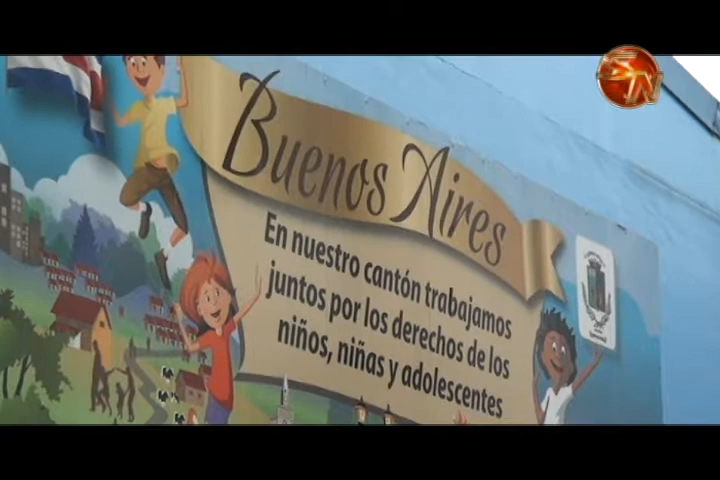 Buenos Aires
En nuestro cantón trabajamos
juntos por los derechos de los
niños, niñas y adolescentes